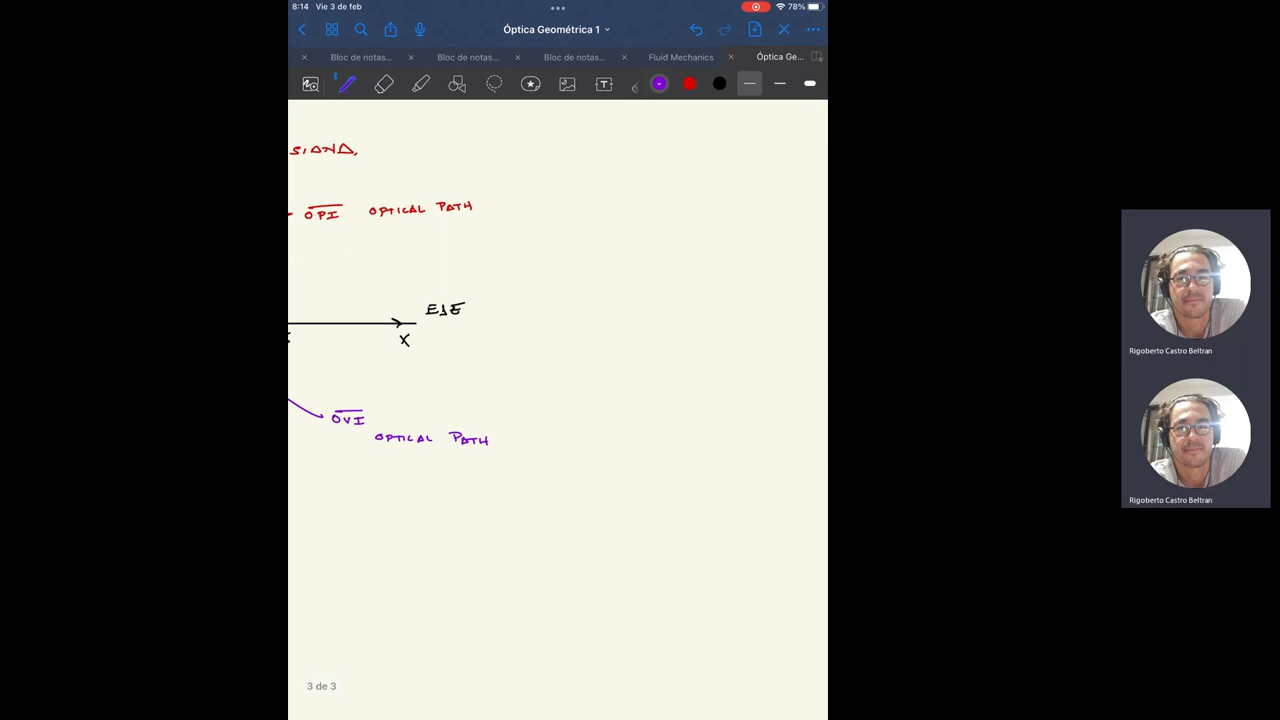 8:14 Vie 3 de feb
78%
Óptica Geométrica 1
Bloc de notas... Bloc de notas... Bloc de notas... Fluid Mechanics Óptica Ge...
SIANA,
OPI OPTICAL PATH
EJE
X
OVI
OPTICAL PATH
3 de 3
Rigoberto Castro Beltran
Rigoberto Castro Beltran